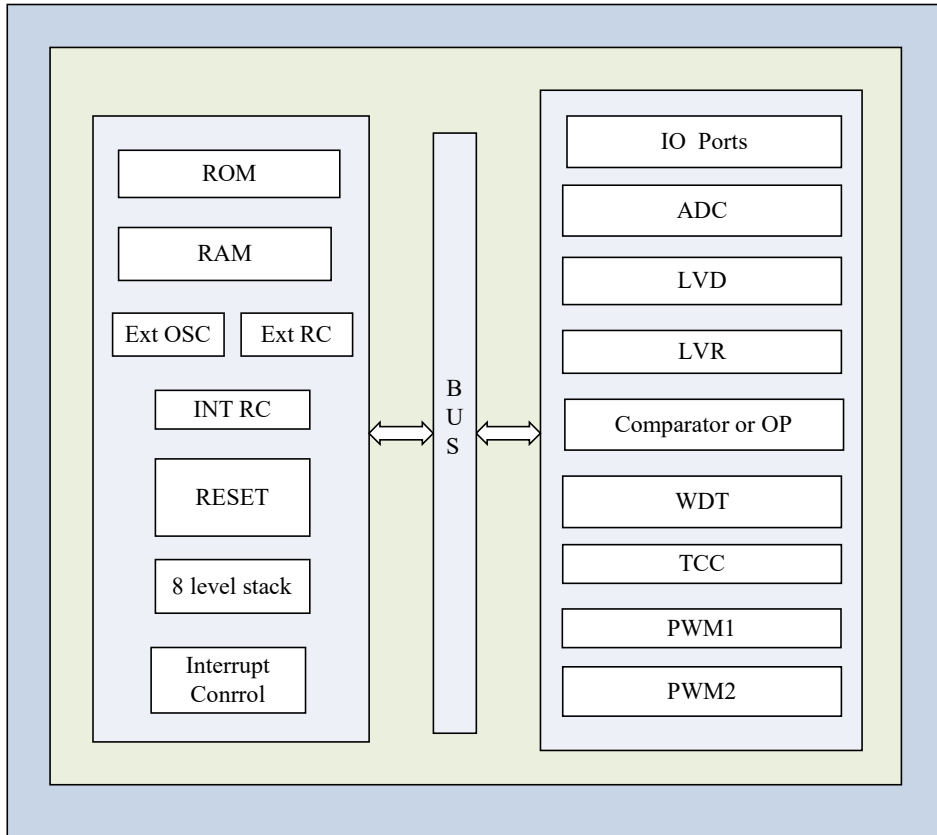 ROM
RAM
Ext OSC
Ext RC
INT RC
RESET
8 level stack
Interrupt
Conrrol
B
U
S
IO Ports
ADC
LVD
LVR
Comparator or OP
WDT
TCC
PWM1
PWM2